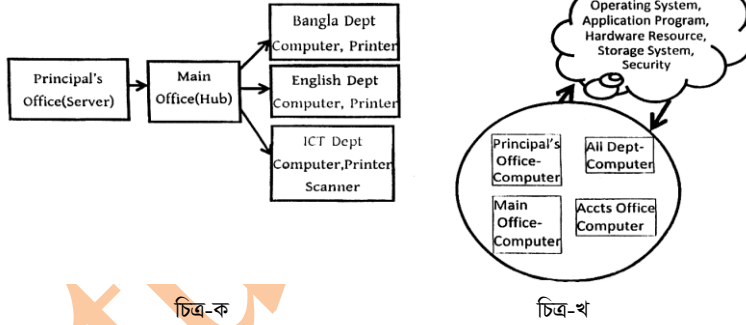 Principal's
Office(Server)
Main
Office(Hub)
Bangla Dept
Computer, Printer
English Dept
Computer, Printer
ICT Dept
Computer,Printer
Scanner
Operating System,
Application Program,
Hardware Resource,
Storage System,
Security
Principal's
Office-
Computer
All Dept-
Computer
Main
Office-
Computer
Accts Office
Computer
চিত্র-ক
চিত্র-খ